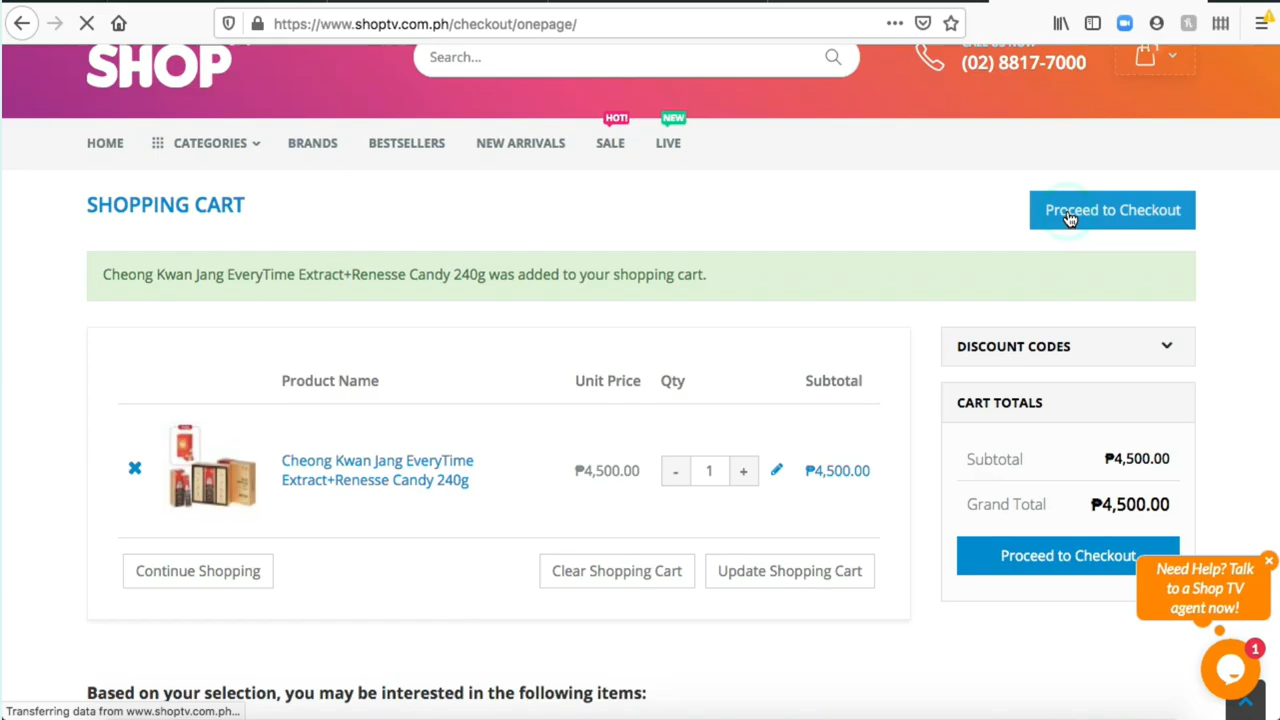 https://www.shoptv.com.ph/checkout/onepage/
SHOP
Search...
CALL US NOW
(02) 8817-7000
1
HOT!
NEW
HOME
CATEGORIES
BRANDS
BESTSELLERS
NEW ARRIVALS
SALE
LIVE
SHOPPING CART
Proceed to Checkout
Cheong Kwan Jang EveryTime Extract+Renesse Candy 240g was added to your shopping cart.
DISCOUNT CODES
Product Name
Unit Price
Qty
Subtotal
CART TOTALS
Cheong Kwan Jang EveryTime
Extract+Renesse Candy 240g
₱4,500.00
- 1 +
₱4,500.00
Subtotal ₱4,500.00
Grand Total ₱4,500.00
Proceed to Checkout
Continue Shopping
Clear Shopping Cart
Update Shopping Cart
Need Help? Talk
to a Shop TV
agent now!
1
Based on your selection, you may be interested in the following items:
Transferring data from www.shoptv.com.ph...